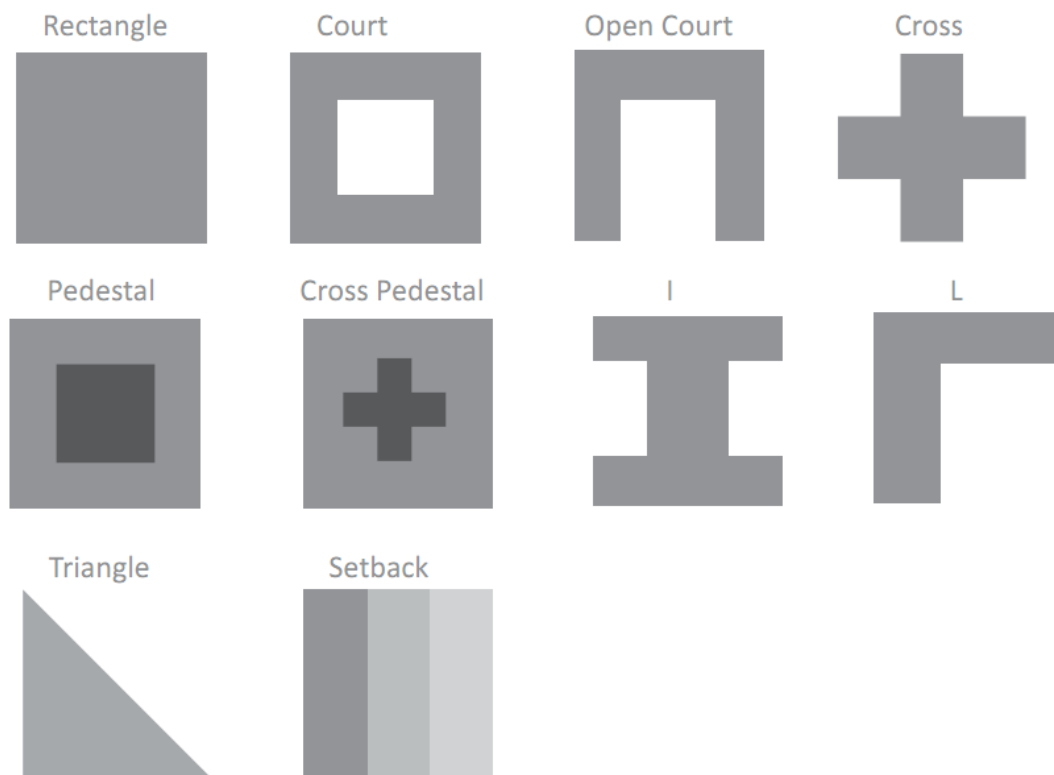 Rectangle
Court
Open Court
Cross
Pedestal
Cross Pedestal
I
L
Triangle
Setback